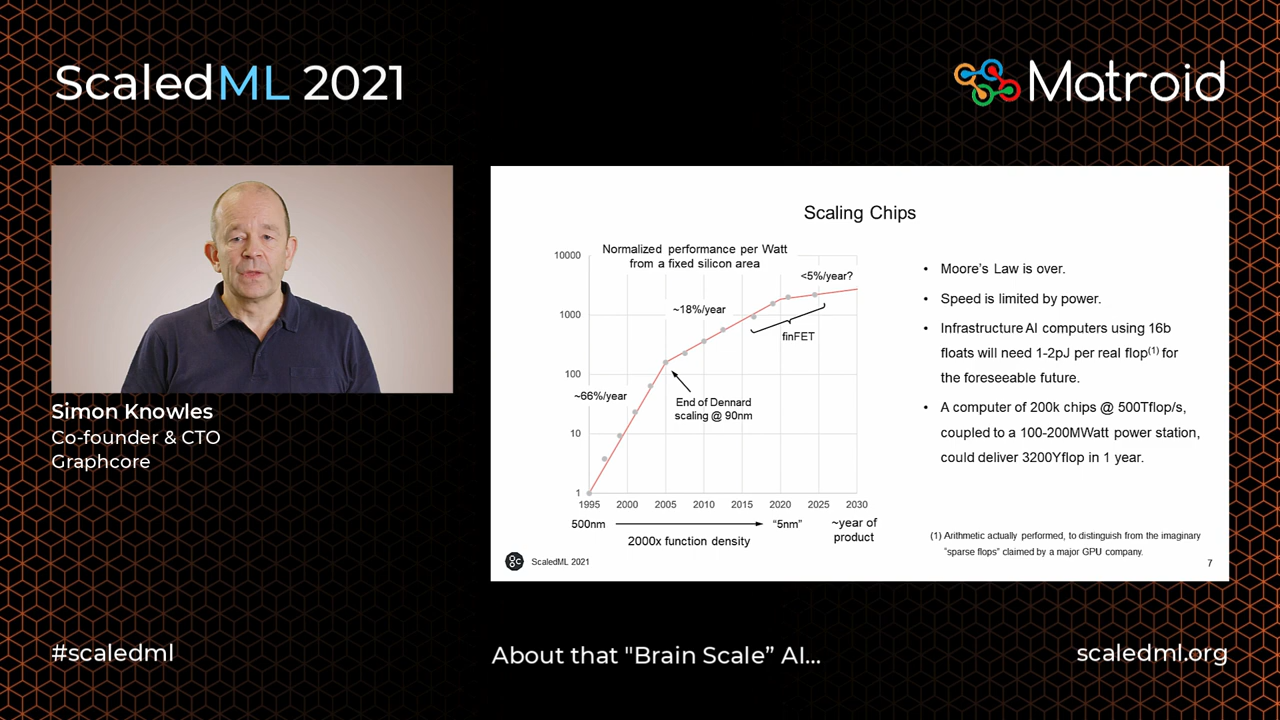 ScaledML 2021
Matroid
Simon Knowles
Co-founder & CTO
Graphcore
Scaling Chips
Normalized performance per Watt
from a fixed silicon area
10000
1000
100
10
1
~66%/year
~18%/year
<5%/year?
finFET
End of Dennard
scaling @ 90nm
1995 2000 2005 2010 2015 2020 2025 2030
500nm
"5nm"
~year of
product
2000x function density
• Moore's Law is over.
• Speed is limited by power.
• Infrastructure AI computers using 16b
floats will need 1-2pJ per real flop(1) for
the foreseeable future.
• A computer of 200k chips @ 500Tflop/s,
coupled to a 100-200MWatt power station,
could deliver 3200Yflop in 1 year.
(1) Arithmetic actually performed, to distinguish from the imaginary
"sparse flops" claimed by a major GPU company.
ScaledML 2021
7
#scaledml
About that "Brain Scale” AI...
scaledml.org